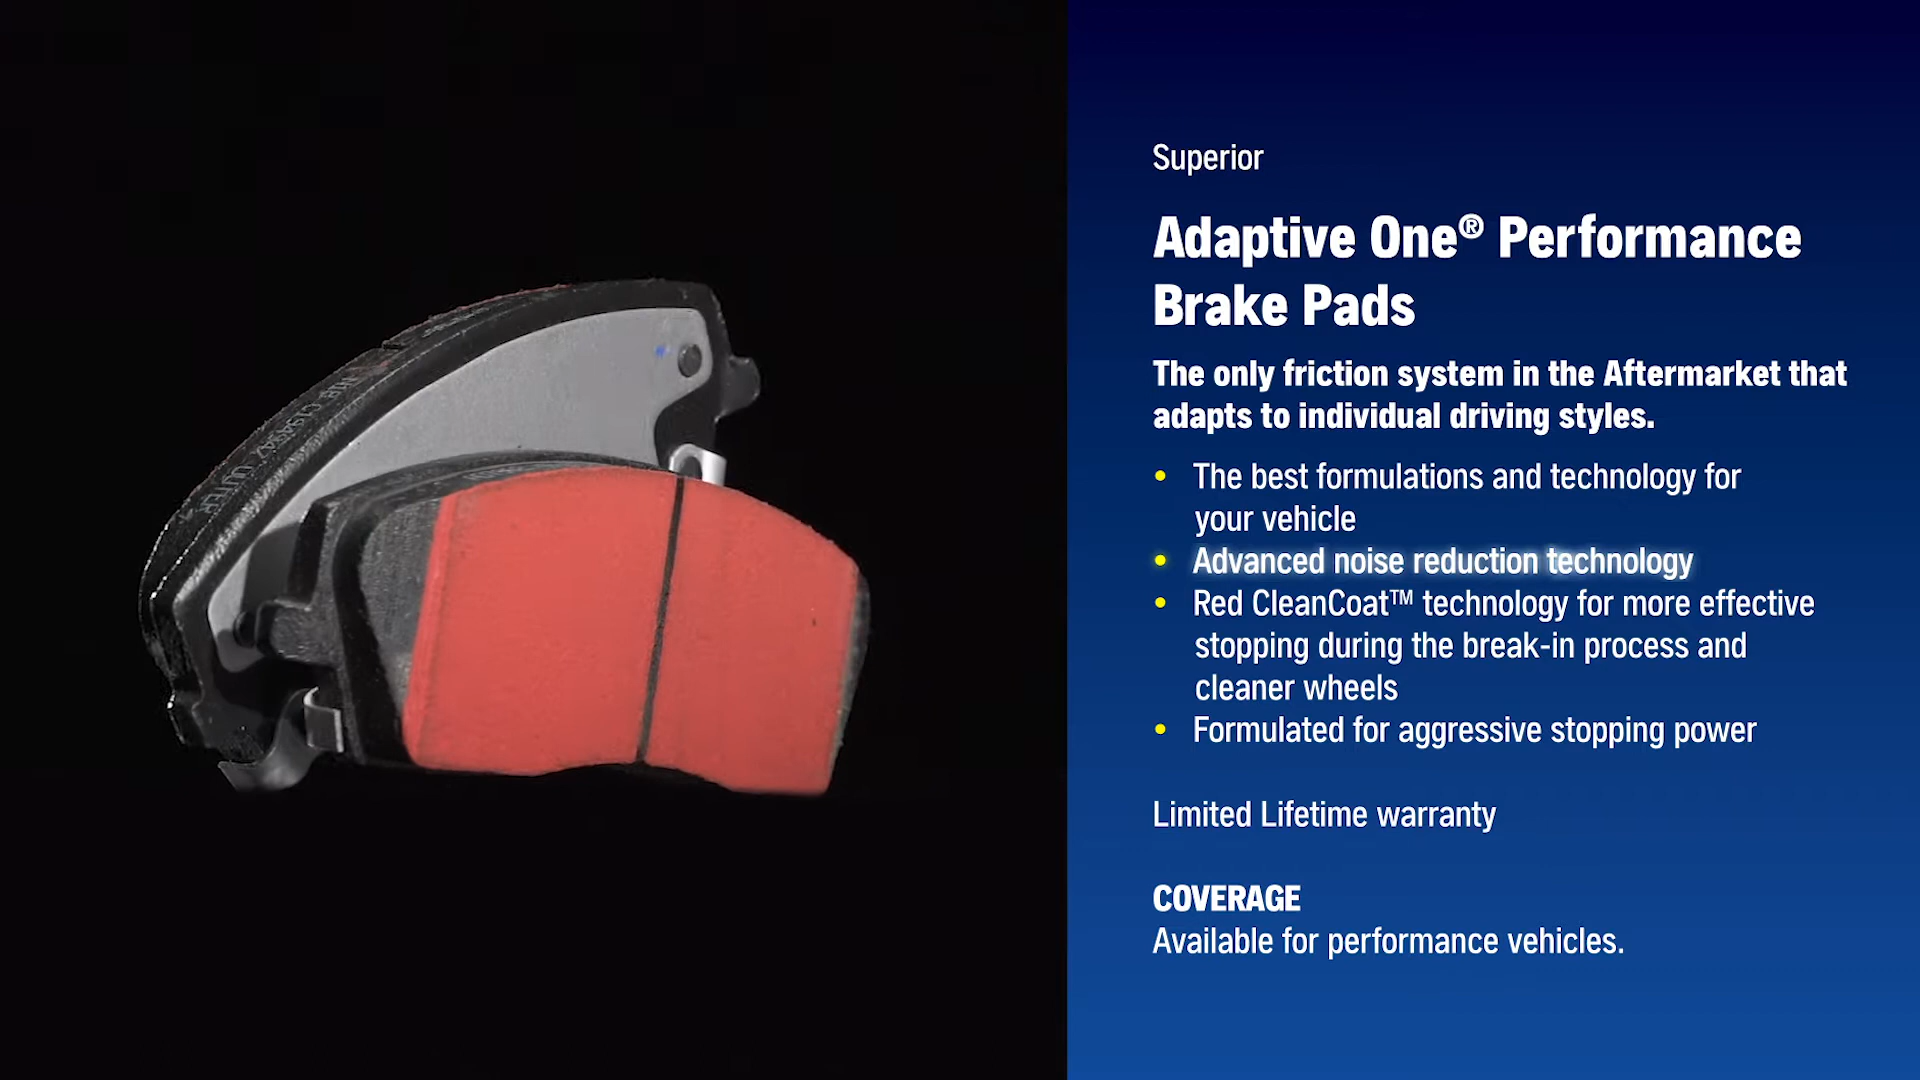 Superior
Adaptive One® Performance
Brake Pads
The only friction system in the Aftermarket that
adapts to individual driving styles.
• The best formulations and technology for
your vehicle
• Advanced noise reduction technology
• Red CleanCoat™ technology for more effective
stopping during the break-in process and
cleaner wheels
• Formulated for aggressive stopping power
Limited Lifetime warranty
COVERAGE
Available for performance vehicles.
OUTER